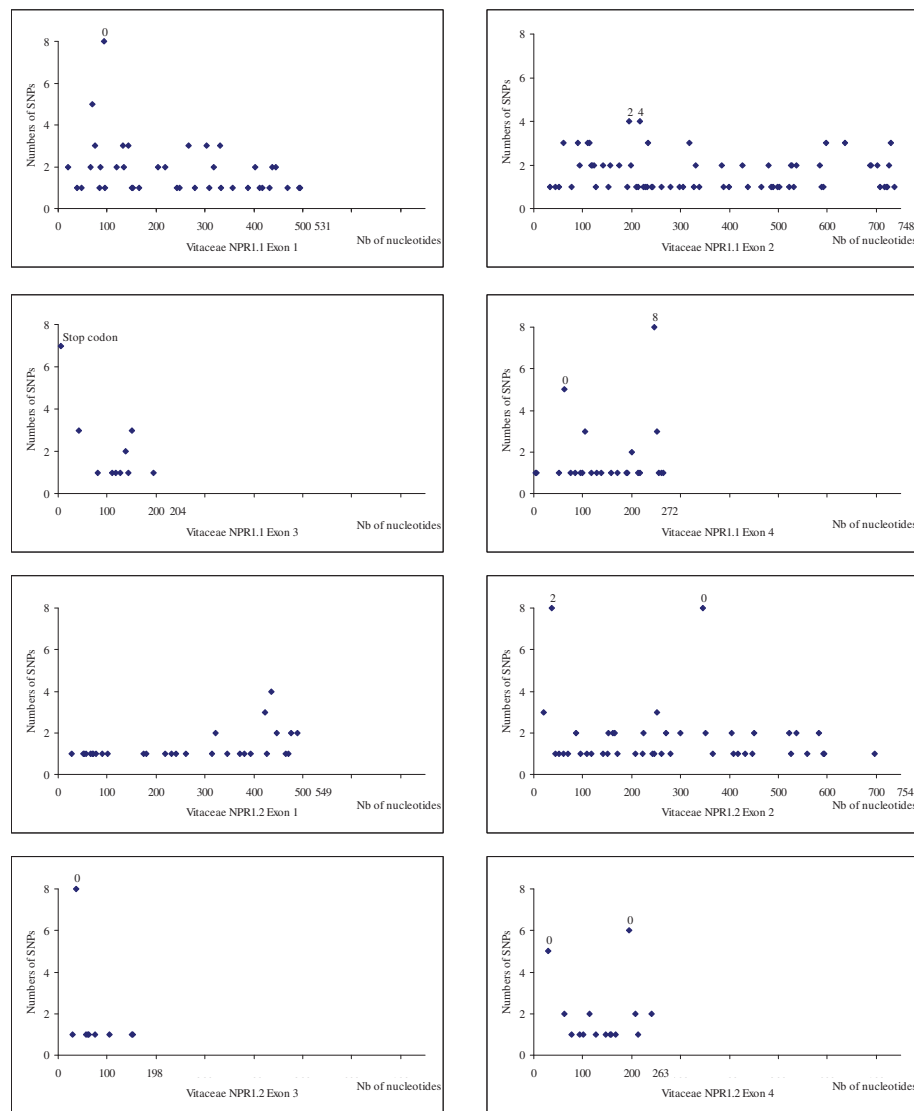 0
8
6
4
2
0
Numbers of SNPs
0 100 200 300 400 500 531
Nb of nucleotides
Vitaceae NPR1.1 Exon 1
8
6
4
2
0
Numbers of SNPs
2 4
0 100 200 300 400 500 600 700 748
Nb of nucleotides
Vitaceae NPR1.1 Exon 2
8
6
4
2
0
Numbers of SNPs
Stop codon
0 100 200 204
Nb of nucleotides
Vitaceae NPR1.1 Exon 3
8
8
6
4
2
0
Numbers of SNPs
0
0 100 200 272
Nb of nucleotides
Vitaceae NPR1.1 Exon 4
8
6
4
2
0
Numbers of SNPs
0 100 200 300 400 500 549
Nb of nucleotides
Vitaceae NPR1.2 Exon 1
2 0
8
6
4
2
0
Numbers of SNPs
0 100 200 300 400 500 600 700 754
Nb of nucleotides
Vitaceae NPR1.2 Exon 2
0
8
6
4
2
0
Numbers of SNPs
0 100 198
Nb of nucleotides
Vitaceae NPR1.2 Exon 3
8
6
4
2
0
Numbers of SNPs
0 0
0 100 200 263
Nb of nucleotides
Vitaceae NPR1.2 Exon 4